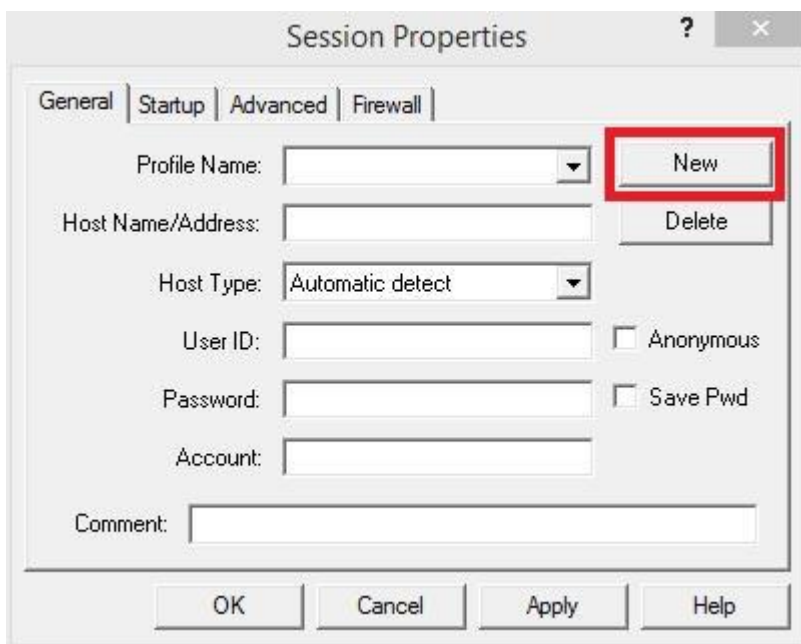 Session Properties
?
General Startup Advanced Firewall
Profile Name: New
Host Name/Address: Delete
Host Type: Automatic detect
User ID: Anonymous
Password: Save Pwd
Account:
Comment:
OK Cancel Apply Help